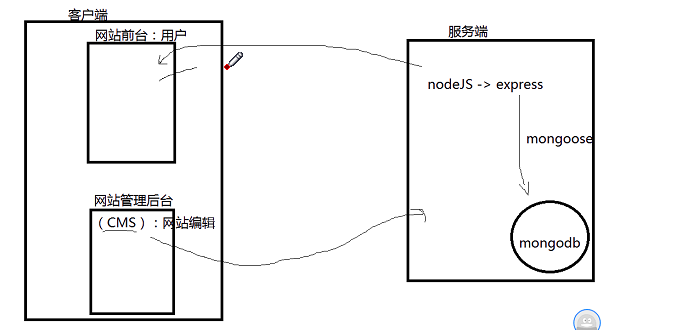 客户端
网站前台：用户
网站管理后台
（CMS）：网站编辑
服务端
nodeJS -> express
mongoose
mongodb